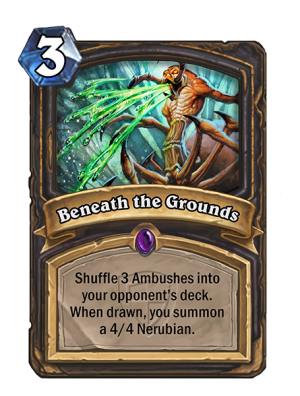 3
Beneath the Grounds
Shuffle 3 Ambushes into
your opponent's deck.
When drawn, you summon
a 4/4 Nerubian.